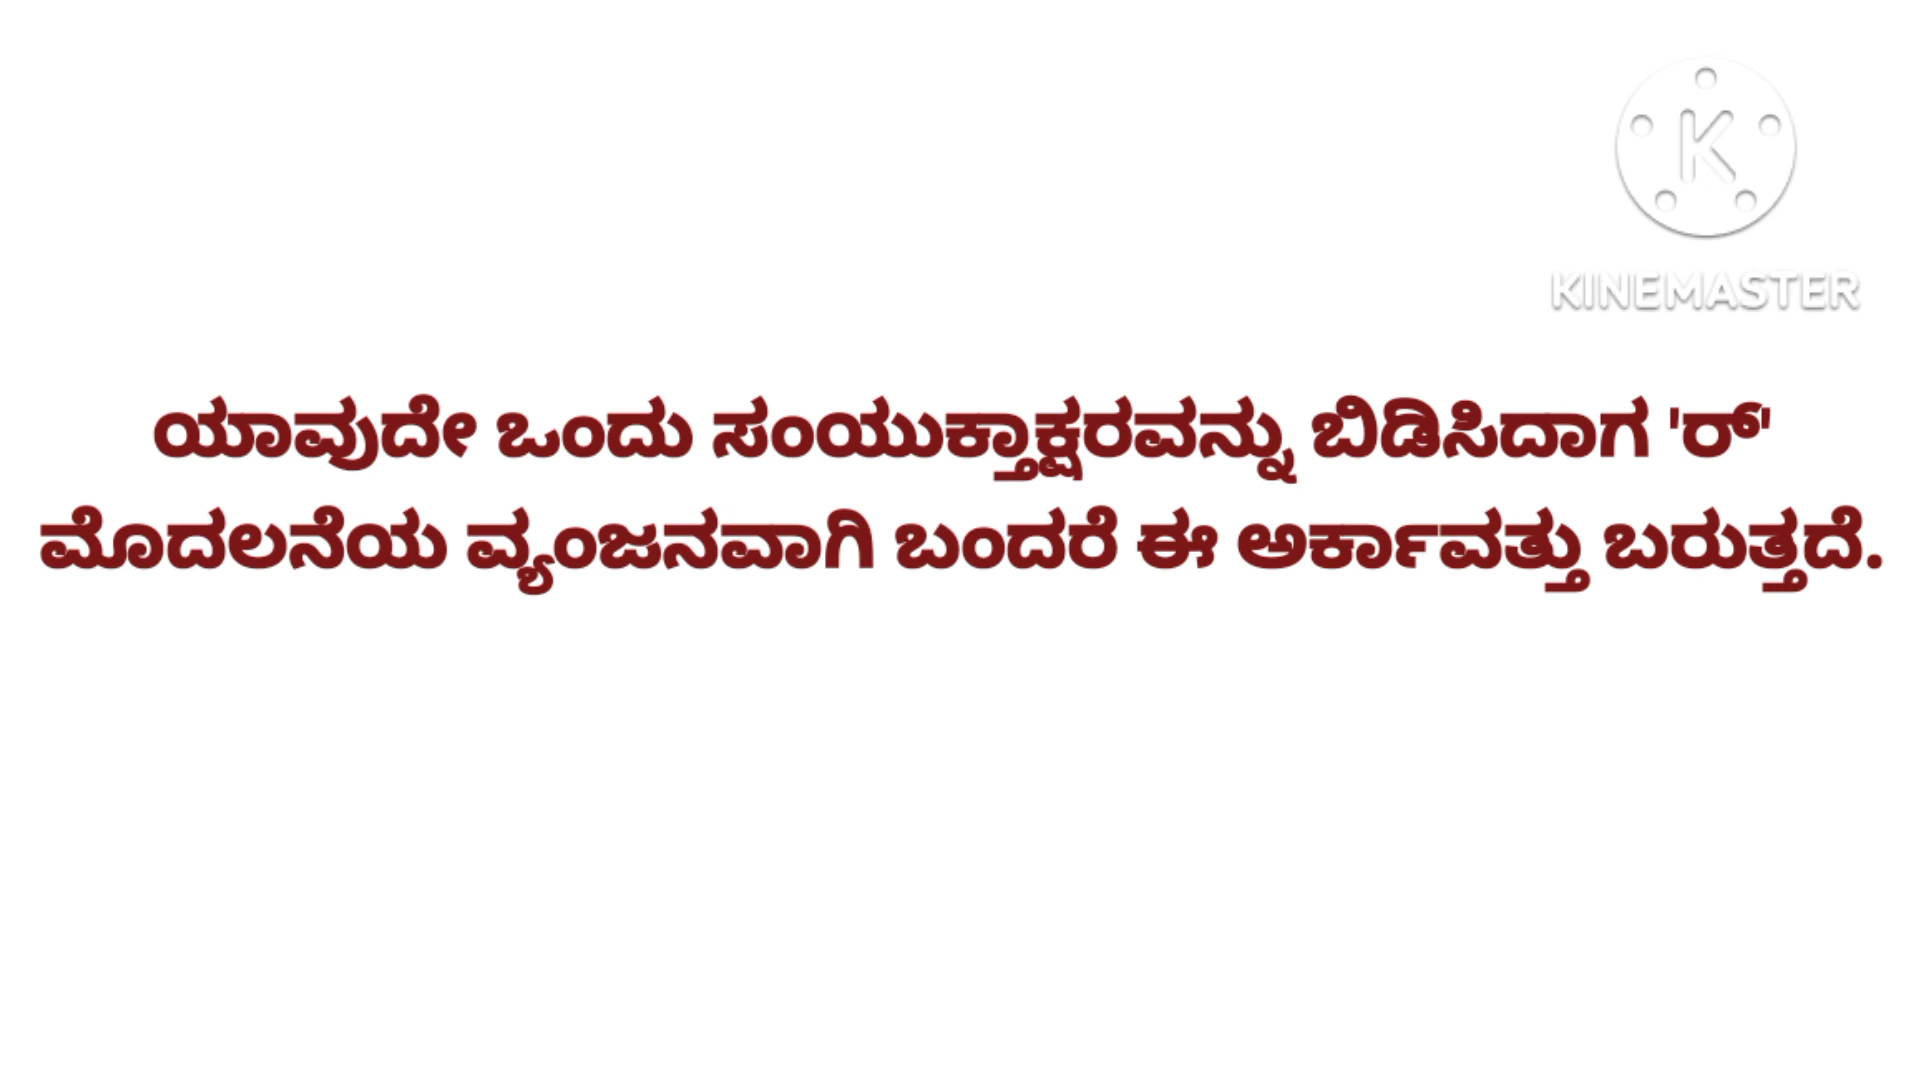 KINEMASTER
ಯಾವುದೇ ಒಂದು ಸಂಯುಕ್ತಾಕ್ಷರವನ್ನು ಬಿಡಿಸಿದಾಗ 'ರ್'
ಮೊದಲನೆಯ ವ್ಯಂಜನವಾಗಿ ಬಂದರೆ ಈ ಅರ್ಕಾವತ್ತು ಬರುತ್ತದೆ.